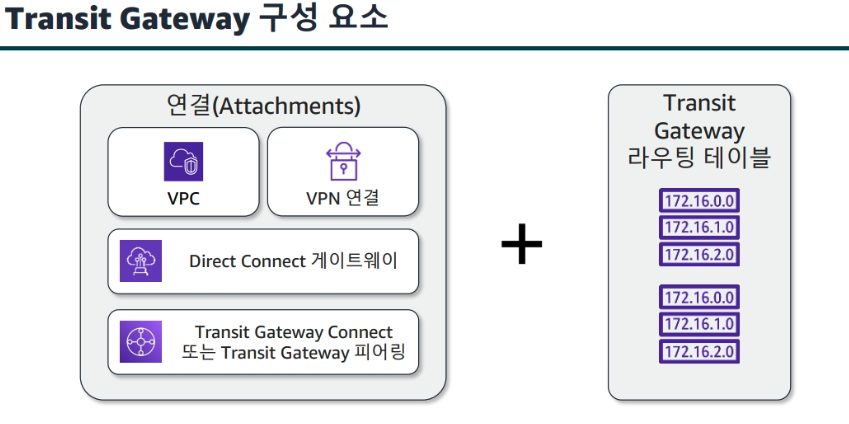 Transit Gateway 구성 요소
연결(Attachments)
VPC
VPN 연결
Direct Connect 게이트웨이
Transit Gateway Connect
또는 Transit Gateway 피어링
+
Transit
Gateway
라우팅 테이블
172.16.0.0
172.16.1.0
172.16.2.0
172.16.0.0
172.16.1.0
172.16.2.0